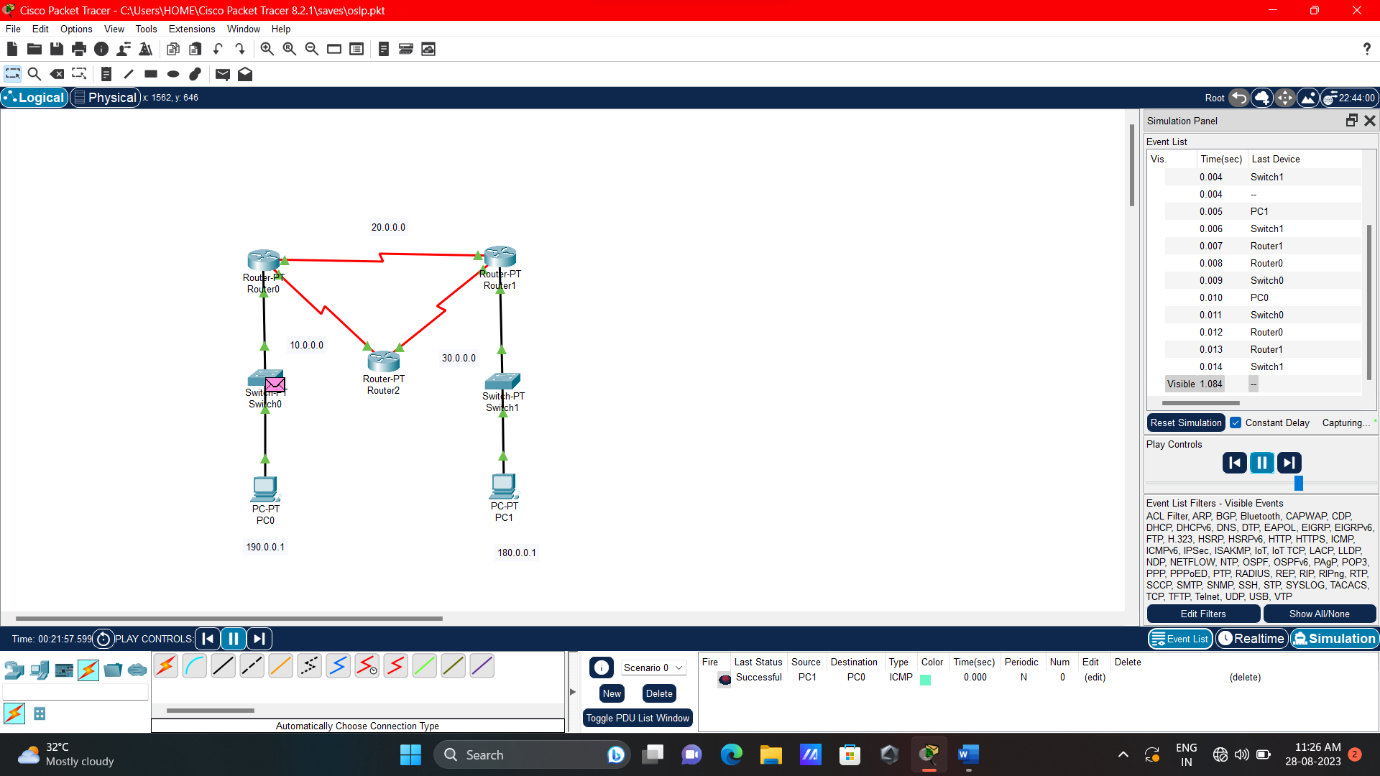 Cisco Packet Tracer - C:\Users\HOME\Cisco Packet Tracer 8.2.1\saves\oslp.pkt
File Edit Options View Tools Extensions Window Help
Logical Physical x: 1562, y: 646 Root 22:44:00
Simulation Panel
Event List
Vis. Time(sec) Last Device
0.004 Switch1
0.004 --
0.005 PC1
0.006 Switch1
0.007 Router1
0.008 Router0
0.009 Switch0
0.010 PC0
0.011 Switch0
0.012 Router0
0.013 Router1
0.014 Switch1
Visible 1.084 --
Reset Simulation Constant Delay Capturing...
Play Controls
Event List Filters - Visible Events
ACL Filter, ARP, BGP, Bluetooth, CAPWAP, CDP,
DHCP, DHCPv6, DNS, DTP, EAPOL, EIGRP, EIGRPv6,
FTP, H.323, HSRP, HSRPv6, HTTP, HTTPS, ICMP,
ICMPv6, IPSec, ISAKMP, IoT, IoT TCP, LACP, LLDP,
NDP, NETFLOW, NTP, OSPF, OSPFv6, PAgP, POP3,
PPP, PPPoED, PTP, RADIUS, REP, RIP, RIPng, RTP,
SCCP, SMTP, SNMP, SSH, STP, SYSLOG, TACACS,
TCP, TFTP, Telnet, UDP, USB, VTP
Edit Filters Show All/None
20.0.0.0
Router-PT
Router0
Router-PT
Router1
10.0.0.0
30.0.0.0
Router-PT
Router2
Switch-PT
Switch0
Switch-PT
Switch1
PC-PT
PC0
PC-PT
PC1
190.0.0.1
180.0.0.1
Time: 00:21:57.599 PLAY CONTROLS:
Event List Realtime Simulation
Automatically Choose Connection Type
Scenario 0
New Delete
Toggle PDU List Window
Fire Last Status Source Destination Type Color Time(sec) Periodic Num Edit Delete
Successful PC1 PC0 ICMP 0.000 N 0 (edit) (delete)
32°C
Mostly cloudy
Search
ENG
IN
11:26 AM
28-08-2023
2